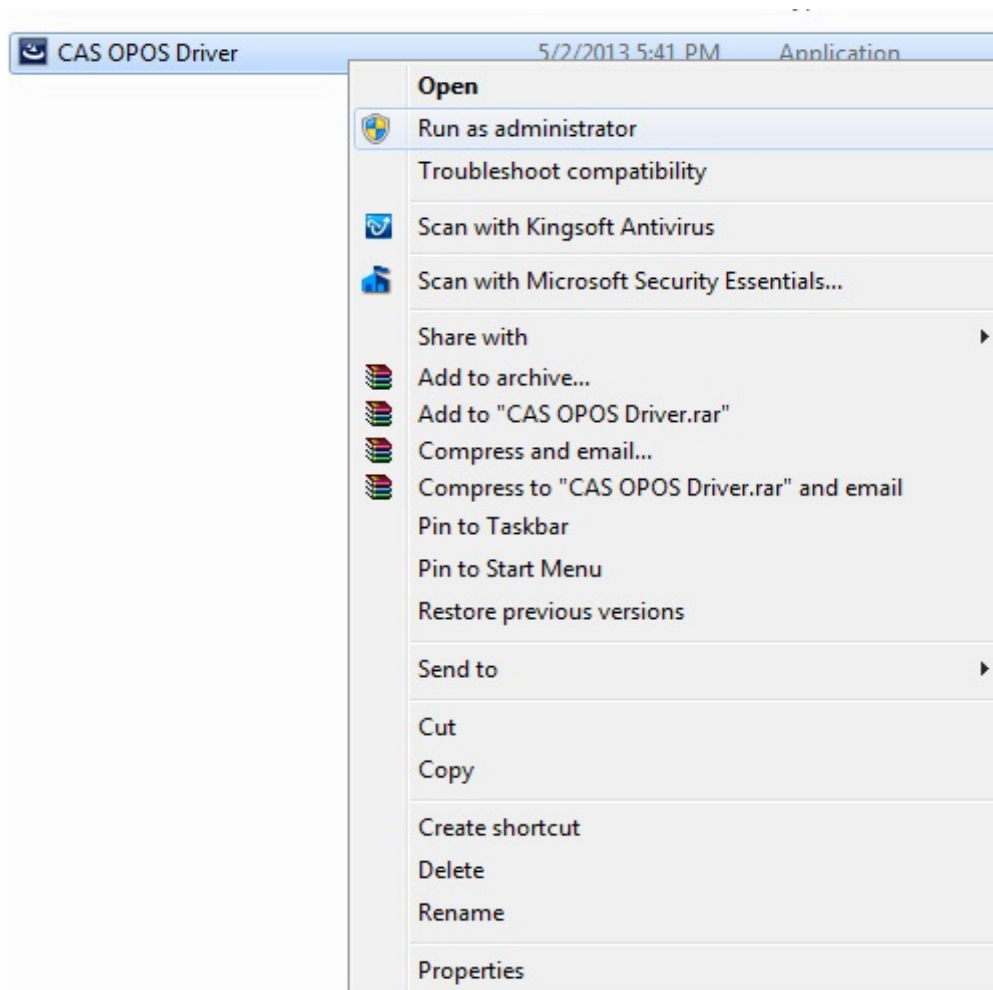 CAS OPOS Driver 5/2/2013 5:41 PM Application
Open
Run as administrator
Troubleshoot compatibility
Scan with Kingsoft Antivirus
Scan with Microsoft Security Essentials...
Share with
Add to archive...
Add to "CAS OPOS Driver.rar"
Compress and email...
Compress to "CAS OPOS Driver.rar" and email
Pin to Taskbar
Pin to Start Menu
Restore previous versions
Send to
Cut
Copy
Create shortcut
Delete
Rename
Properties